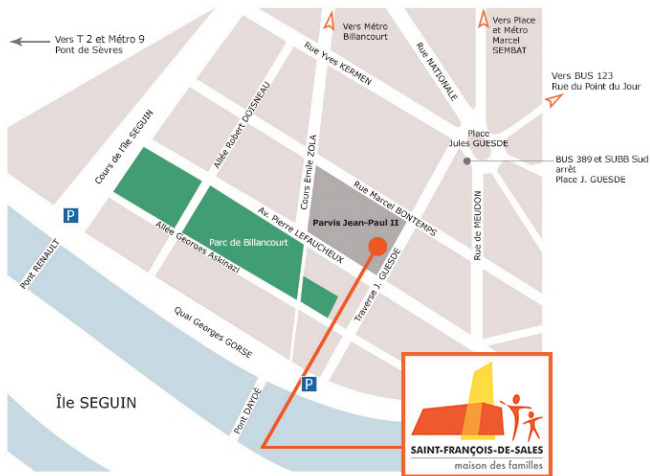 Vers T 2 et Métro 9
Pont de Sèvres
Vers Métro
Billancourt
Vers Place
et Métro
Marcel
SEMBAT
Rue Yves KERMEN
Rue NATIONALE
Vers BUS 123
Rue du Point du Jour
Cours de l'île SEGUIN
Allée Robert DOISNEAU
Cours Emile ZOLA
Place
Jules GUESDE
BUS 389 et SUBB Sud
arrêt
Place J. GUESDE
Rue Marcel BONTEMPS
Rue de MEUDON
P
Parvis Jean-Paul II
Av. Pierre LEFAUCHEUX
Parc de Billancourt
Allée Georges Askinazi
Traverse J. GUESDE
Pont RENAULT
Quai Georges GORSE
P
Île SEGUIN
Pont DAYDÉ
SAINT-FRANÇOIS-DE-SALES
maison des familles